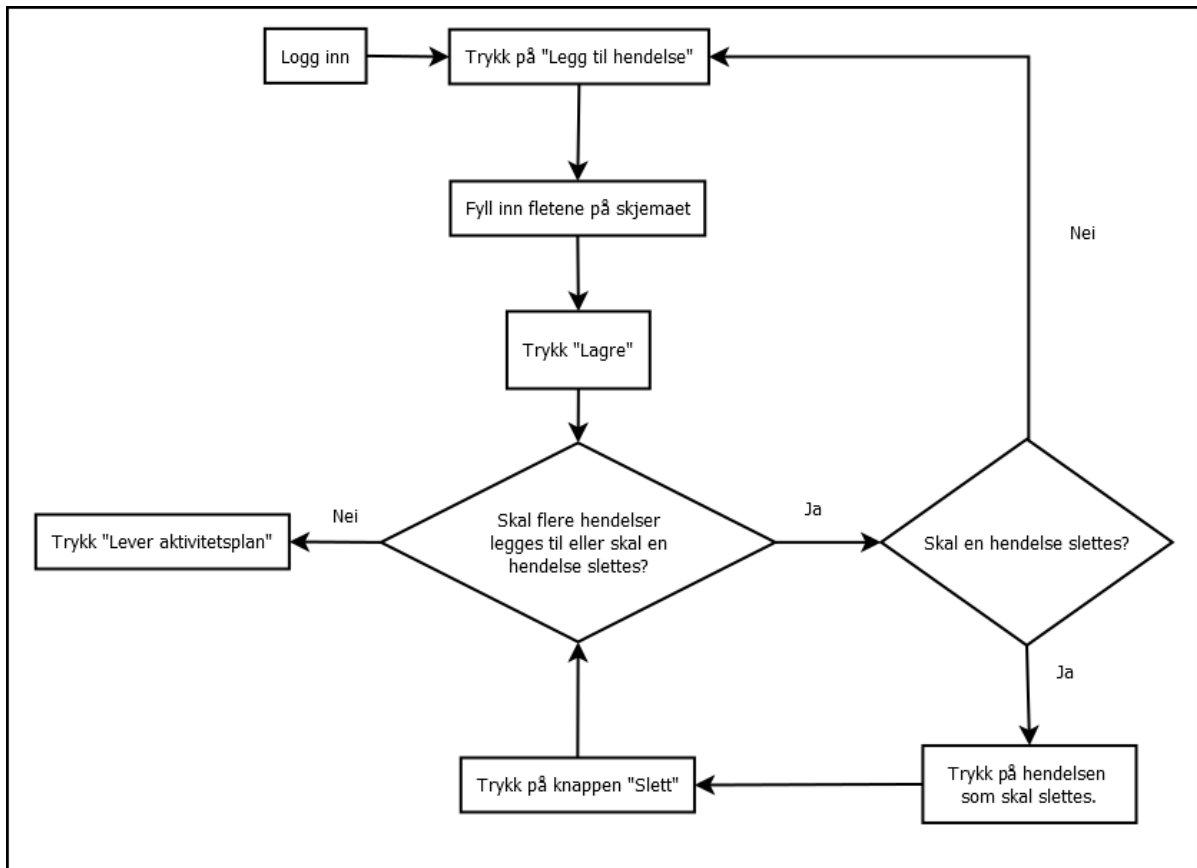 Logg inn
Trykk på "Legg til hendelse"
Fyll inn fletene på skjemaet
Nei
Trykk "Lagre"
Nei
Ja
Trykk "Lever aktivitetsplan"
Skal flere hendelser
legges til eller skal en
hendelse slettes?
Skal en hendelse slettes?
Ja
Trykk på knappen "Slett"
Trykk på hendelsen
som skal slettes.